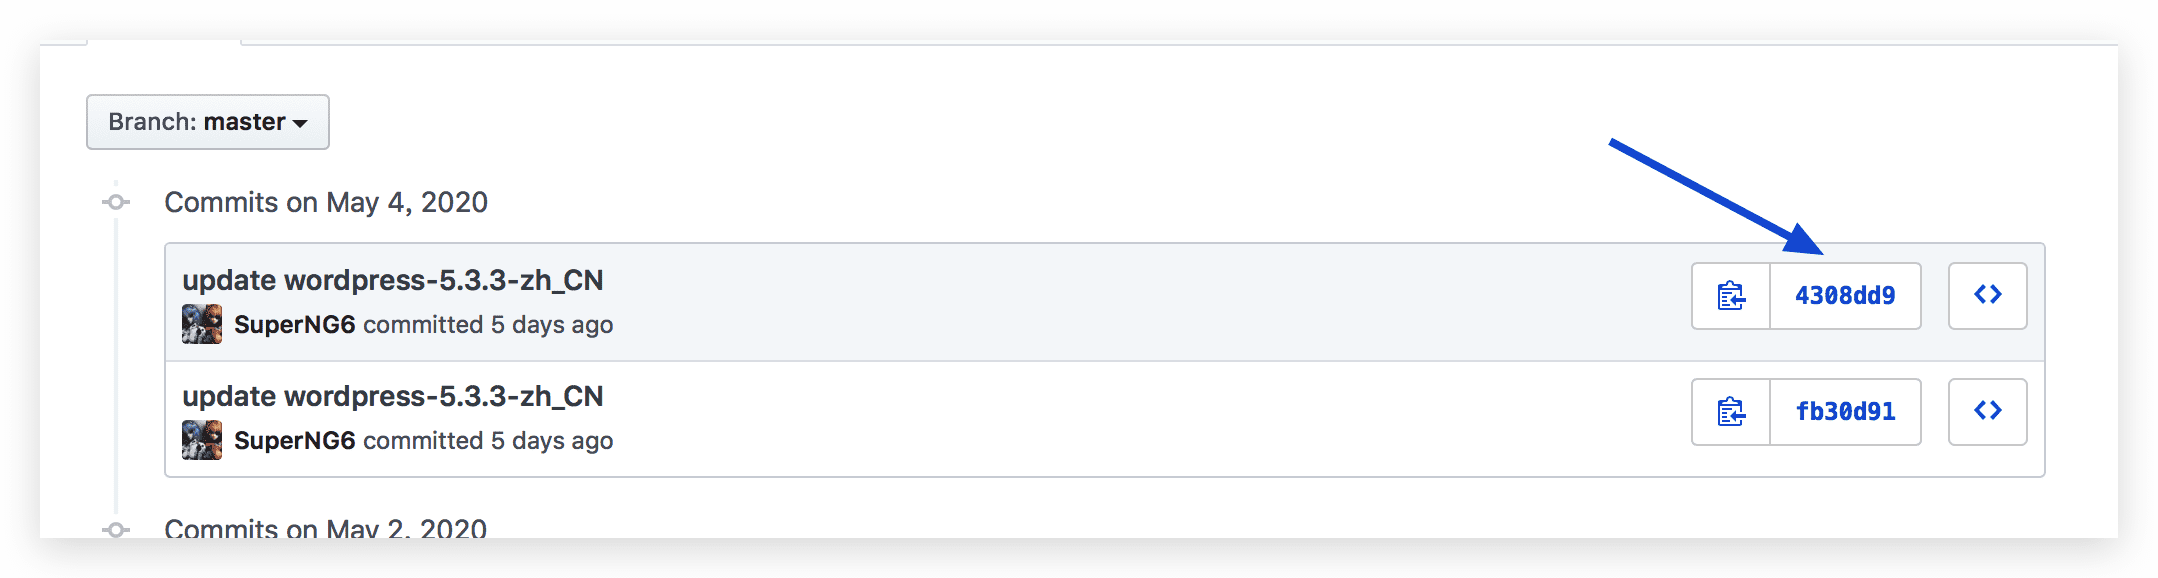 Branch: master
Commits on May 4, 2020
update wordpress-5.3.3-zh_CN
SuperNG6 committed 5 days ago
4308dd9
update wordpress-5.3.3-zh_CN
SuperNG6 committed 5 days ago
fb30d91
Commits on May 2, 2020